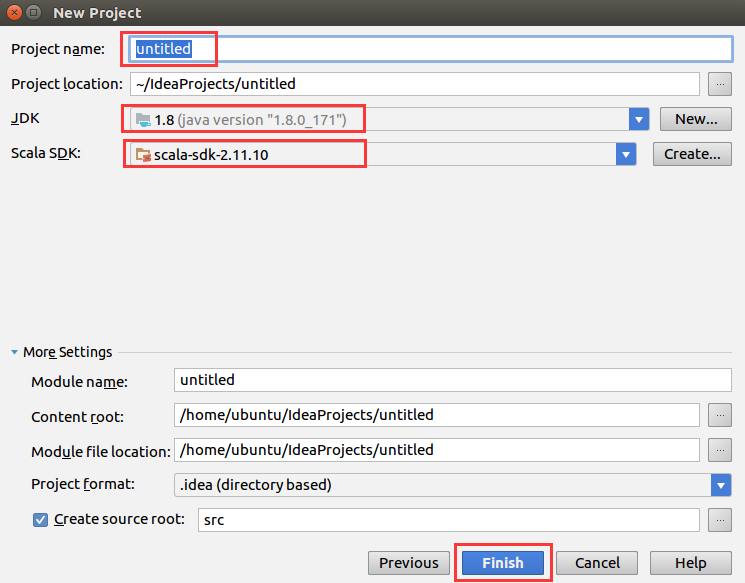 New Project
Project name: untitled
Project location: ~/IdeaProjects/untitled ...
JDK 1.8 (java version "1.8.0_171") New...
Scala SDK: scala-sdk-2.11.10 Create...
More Settings
Module name: untitled
Content root: /home/ubuntu/IdeaProjects/untitled ...
Module file location: /home/ubuntu/IdeaProjects/untitled ...
Project format: .idea (directory based)
Create source root: src ...
Previous Finish Cancel Help